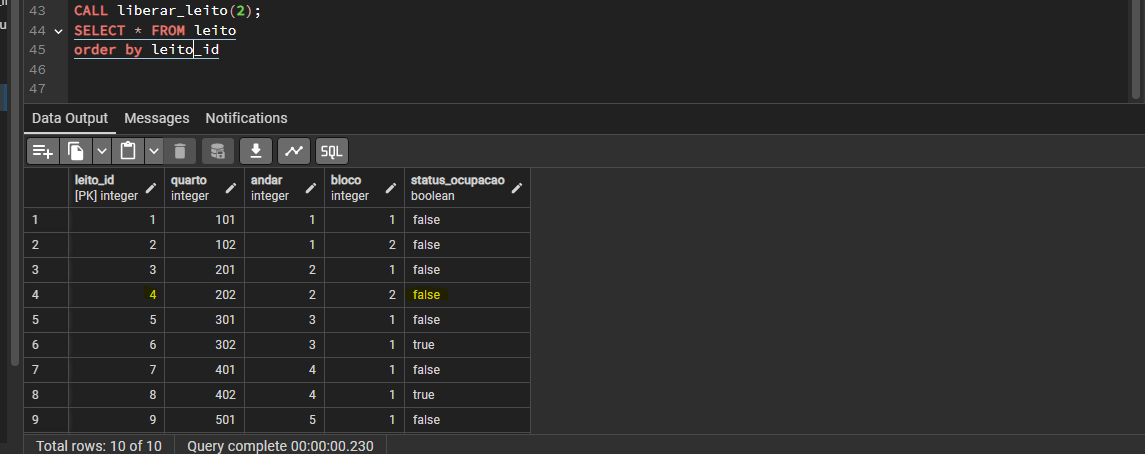 43 CALL liberar_leito(2);
44 SELECT * FROM leito
45 order by leito_id
46
47
Data Output Messages Notifications
SQL
leito_id quarto andar bloco status_ocupacao
[PK] integer integer integer integer boolean
1 1 101 1 1 false
2 2 102 1 2 false
3 3 201 2 1 false
4 4 202 2 2 false
5 5 301 3 1 false
6 6 302 3 1 true
7 7 401 4 1 false
8 8 402 4 1 true
9 9 501 5 1 false
Total rows: 10 of 10 Query complete 00:00:00.230